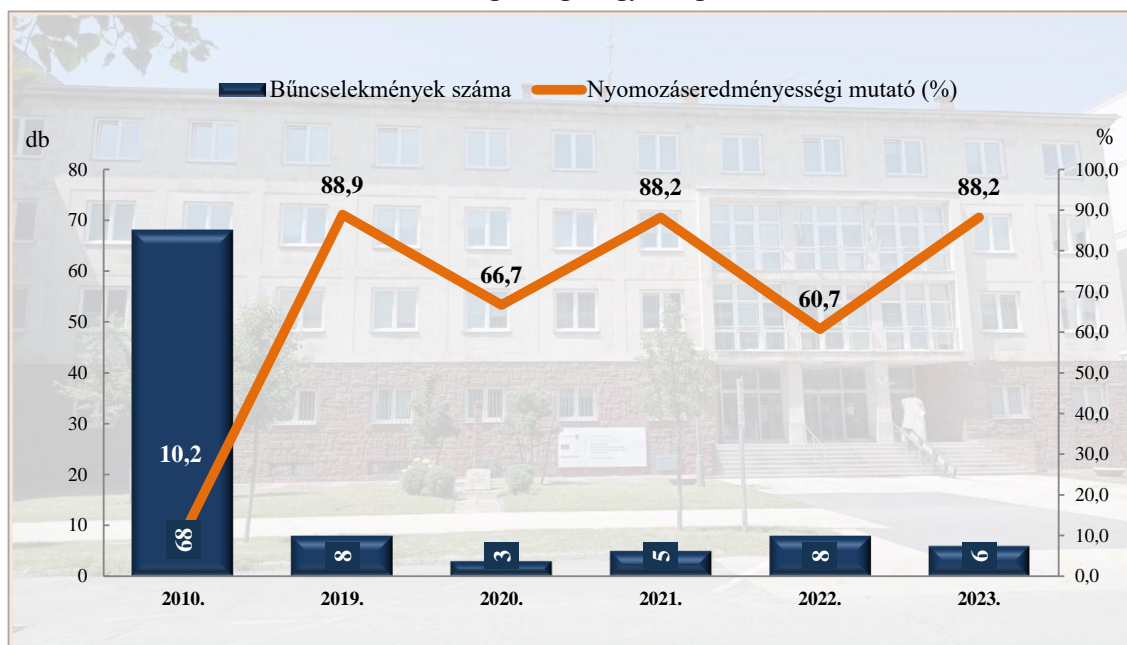 Bűncselekmények száma Nyomozáseredményességi mutató (%)
db %
80 100,0
70 90,0
60 80,0
50 70,0
40 60,0
30 50,0
20 40,0
10 30,0
0 20,0
10,0
0,0
88,9 88,2 88,2
66,7 60,7
10,2
68 8 3 5 8 6
2010. 2019. 2020. 2021. 2022. 2023.